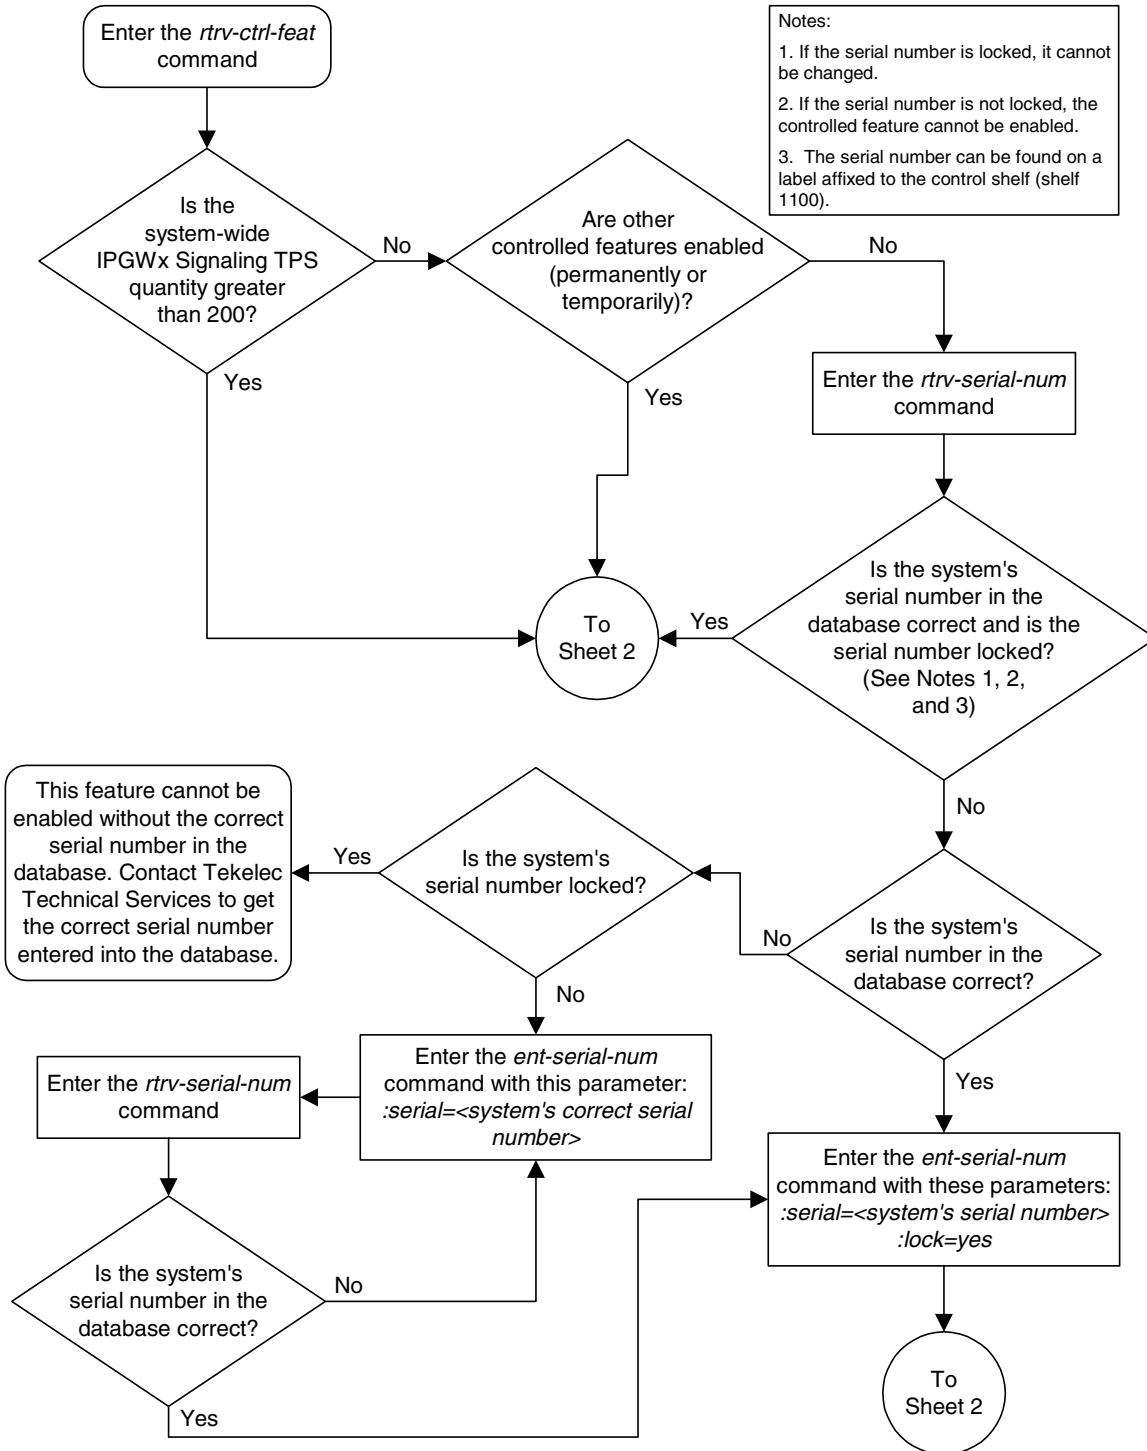 Enter the rtrv-ctrl-feat
command
Notes:
1. If the serial number is locked, it cannot
be changed.
2. If the serial number is not locked, the
controlled feature cannot be enabled.
3. The serial number can be found on a
label affixed to the control shelf (shelf
1100).
Is the
system-wide
IPGWx Signaling TPS
quantity greater
than 200?
No
Yes
Are other
controlled features enabled
(permanently or
temporarily)?
No
Yes
Enter the rtrv-serial-num
command
Is the system's
serial number in the
database correct and is the
serial number locked?
(See Notes 1, 2,
and 3)
Yes
To
Sheet 2
No
Is the system's
serial number in the
database correct?
No
Yes
Is the system's
serial number locked?
Yes
This feature cannot be
enabled without the correct
serial number in the
database. Contact Tekelec
Technical Services to get
the correct serial number
entered into the database.
No
Enter the ent-serial-num
command with this parameter:
:serial=<system's correct serial
number>
Enter the rtrv-serial-num
command
Is the system's
serial number in the
database correct?
No
Yes
Enter the ent-serial-num
command with these parameters:
:serial=<system's serial number>
:lock=yes
To
Sheet 2